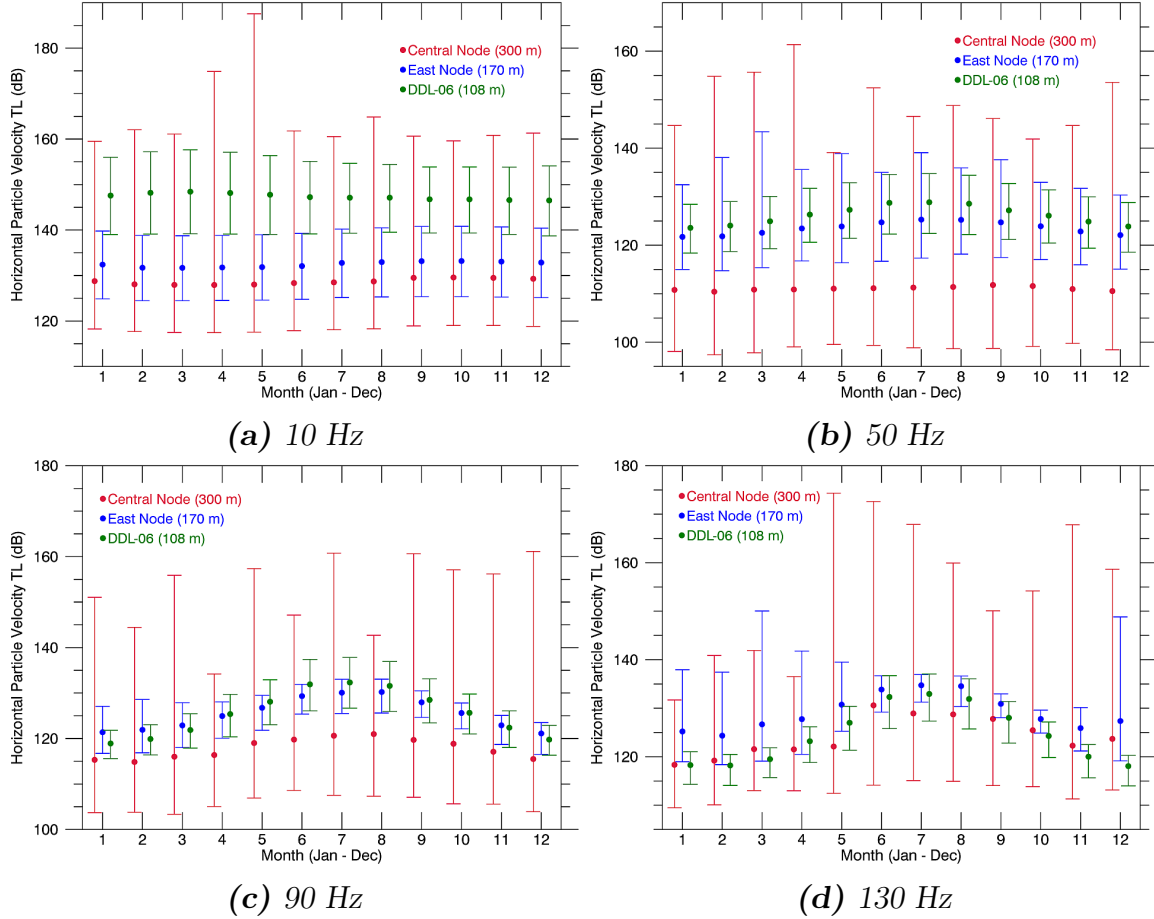 Horizontal Particle Velocity TL (dB)
180
160
140
120
Central Node (300 m)
East Node (170 m)
DDL-06 (108 m)
1 2 3 4 5 6 7 8 9 10 11 12
Month (Jan - Dec)
(a) 10 Hz
Horizontal Particle Velocity TL (dB)
160
140
120
100
Central Node (300 m)
East Node (170 m)
DDL-06 (108 m)
1 2 3 4 5 6 7 8 9 10 11 12
Month (Jan - Dec)
(b) 50 Hz
Horizontal Particle Velocity TL (dB)
180
160
140
120
100
Central Node (300 m)
East Node (170 m)
DDL-06 (108 m)
1 2 3 4 5 6 7 8 9 10 11 12
Month (Jan - Dec)
(c) 90 Hz
Horizontal Particle Velocity TL (dB)
180
160
140
120
Central Node (300 m)
East Node (170 m)
DDL-06 (108 m)
1 2 3 4 5 6 7 8 9 10 11 12
Month (Jan - Dec)
(d) 130 Hz